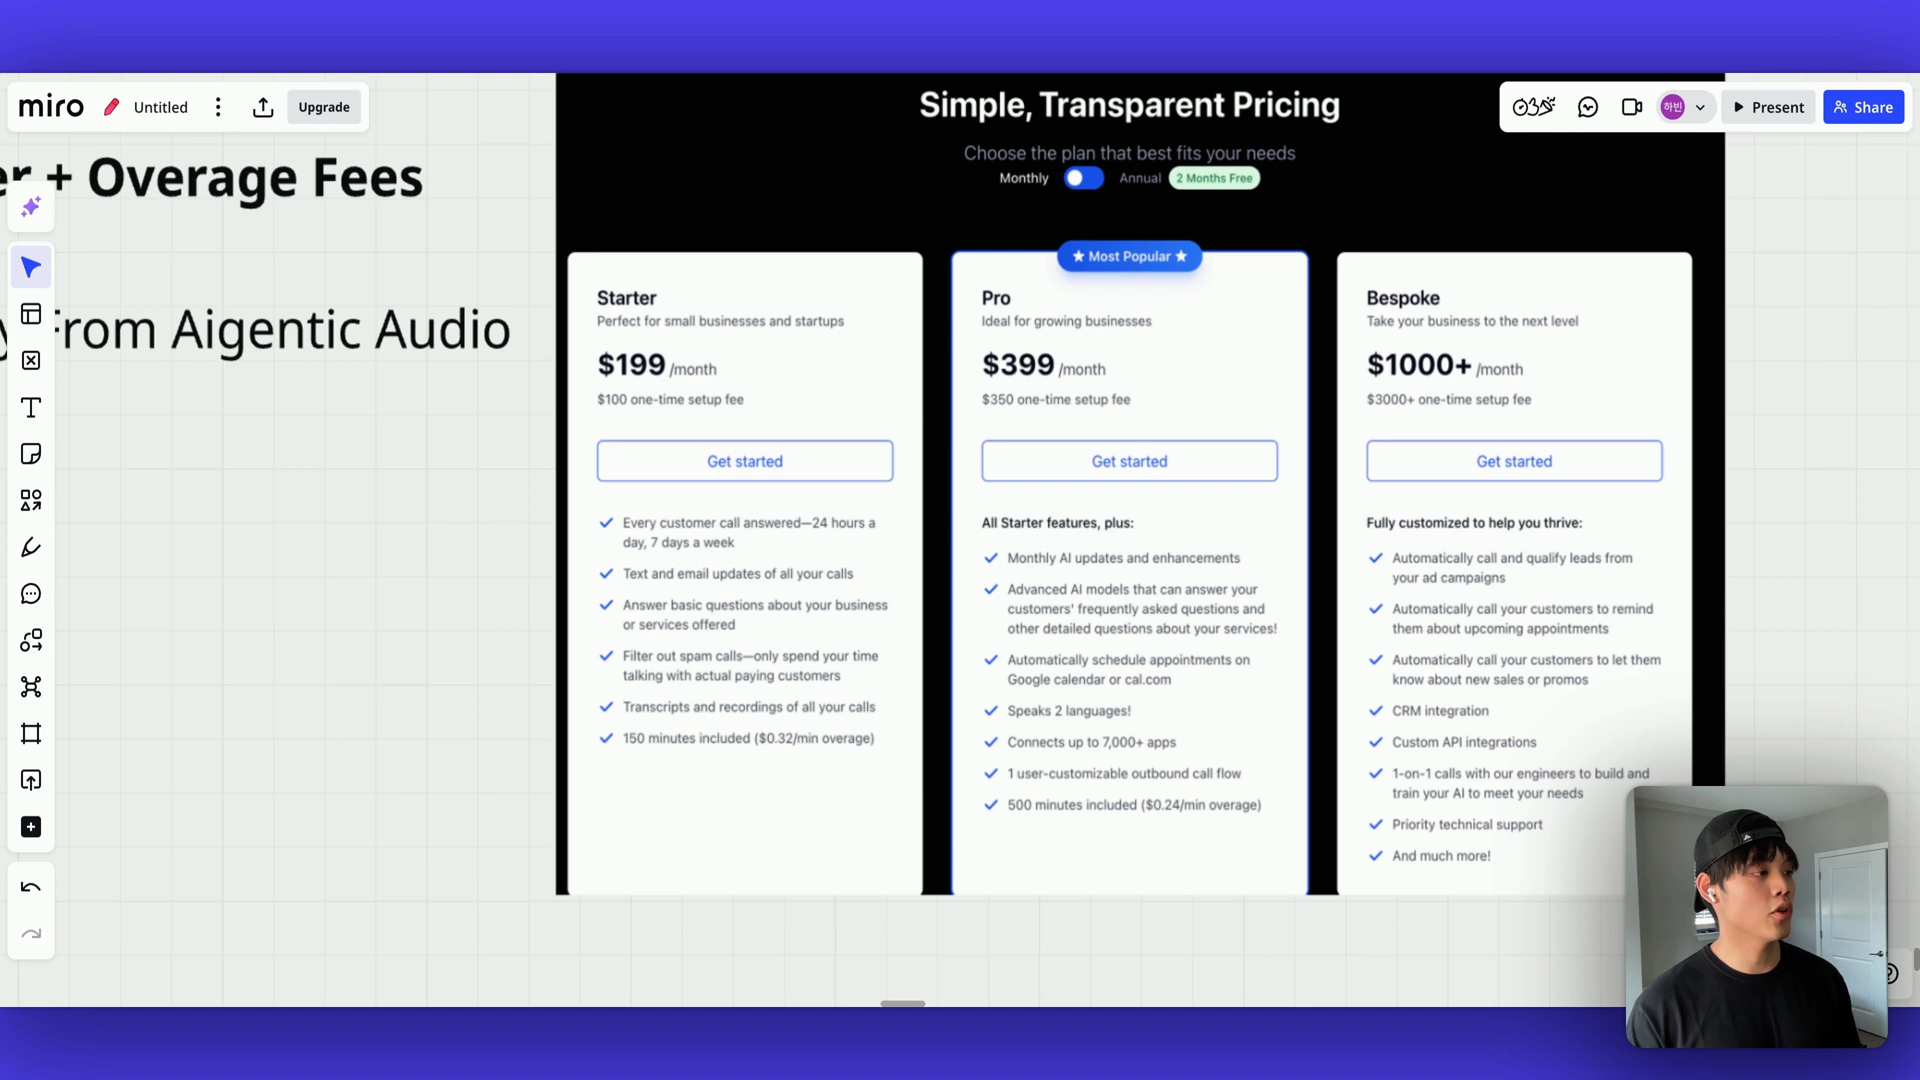 miro
Untitled
Upgrade
Present
Share
하빈
+ Overage Fees
From Aigentic Audio
Simple, Transparent Pricing
Choose the plan that best fits your needs
Monthly
Annual
2 Months Free
Starter
Perfect for small businesses and startups
$199 /month
$100 one-time setup fee
Get started
Every customer call answered—24 hours a
day, 7 days a week
Text and email updates of all your calls
Answer basic questions about your business
or services offered
Filter out spam calls—only spend your time
talking with actual paying customers
Transcripts and recordings of all your calls
150 minutes included ($0.32/min overage)
★ Most Popular ★
Pro
Ideal for growing businesses
$399 /month
$350 one-time setup fee
Get started
All Starter features, plus:
Monthly AI updates and enhancements
Advanced AI models that can answer your
customers' frequently asked questions and
other detailed questions about your services!
Automatically schedule appointments on
Google calendar or cal.com
Speaks 2 languages!
Connects up to 7,000+ apps
1 user-customizable outbound call flow
500 minutes included ($0.24/min overage)
Bespoke
Take your business to the next level
$1000+ /month
$3000+ one-time setup fee
Get started
Fully customized to help you thrive:
Automatically call and qualify leads from
your ad campaigns
Automatically call your customers to remind
them about upcoming appointments
Automatically call your customers to let them
know about new sales or promos
CRM integration
Custom API integrations
1-on-1 calls with our engineers to build and
train your AI to meet your needs
Priority technical support
And much more!